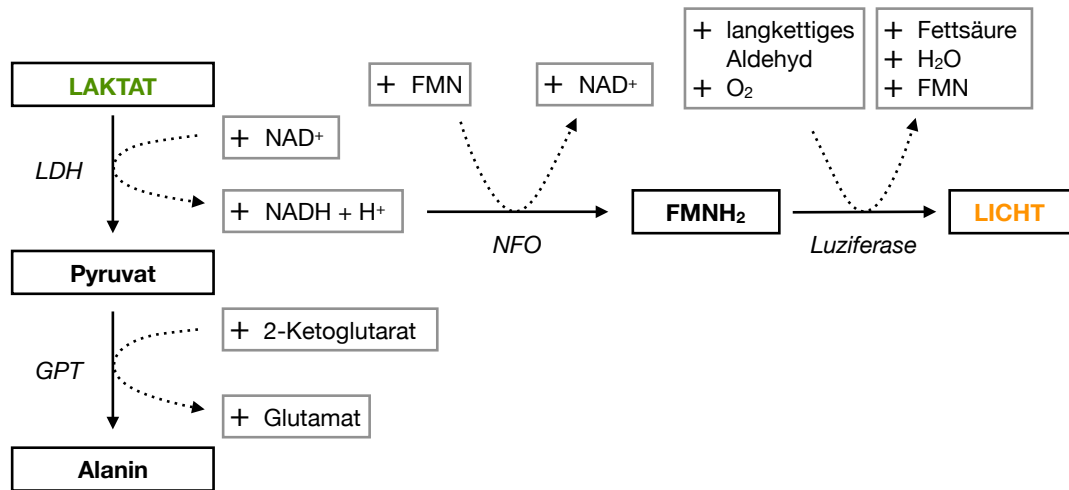 LAKTAT
LDH
+ NAD⁺
+ NADH + H⁺
+ FMN
+ NAD⁺
NFO
FMNH₂
+ langkettiges
Aldehyd
+ O₂
+ Fettsäure
+ H₂O
+ FMN
Luziferase
LICHT
Pyruvat
GPT
+ 2-Ketoglutarat
+ Glutamat
Alanin